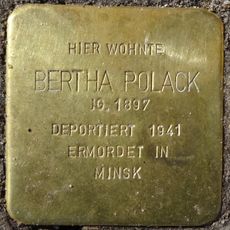 HIER WOHNTE
BERTHA POLACK
JG. 1897
DEPORTIERT 1941
ERMORDET IN
MINSK